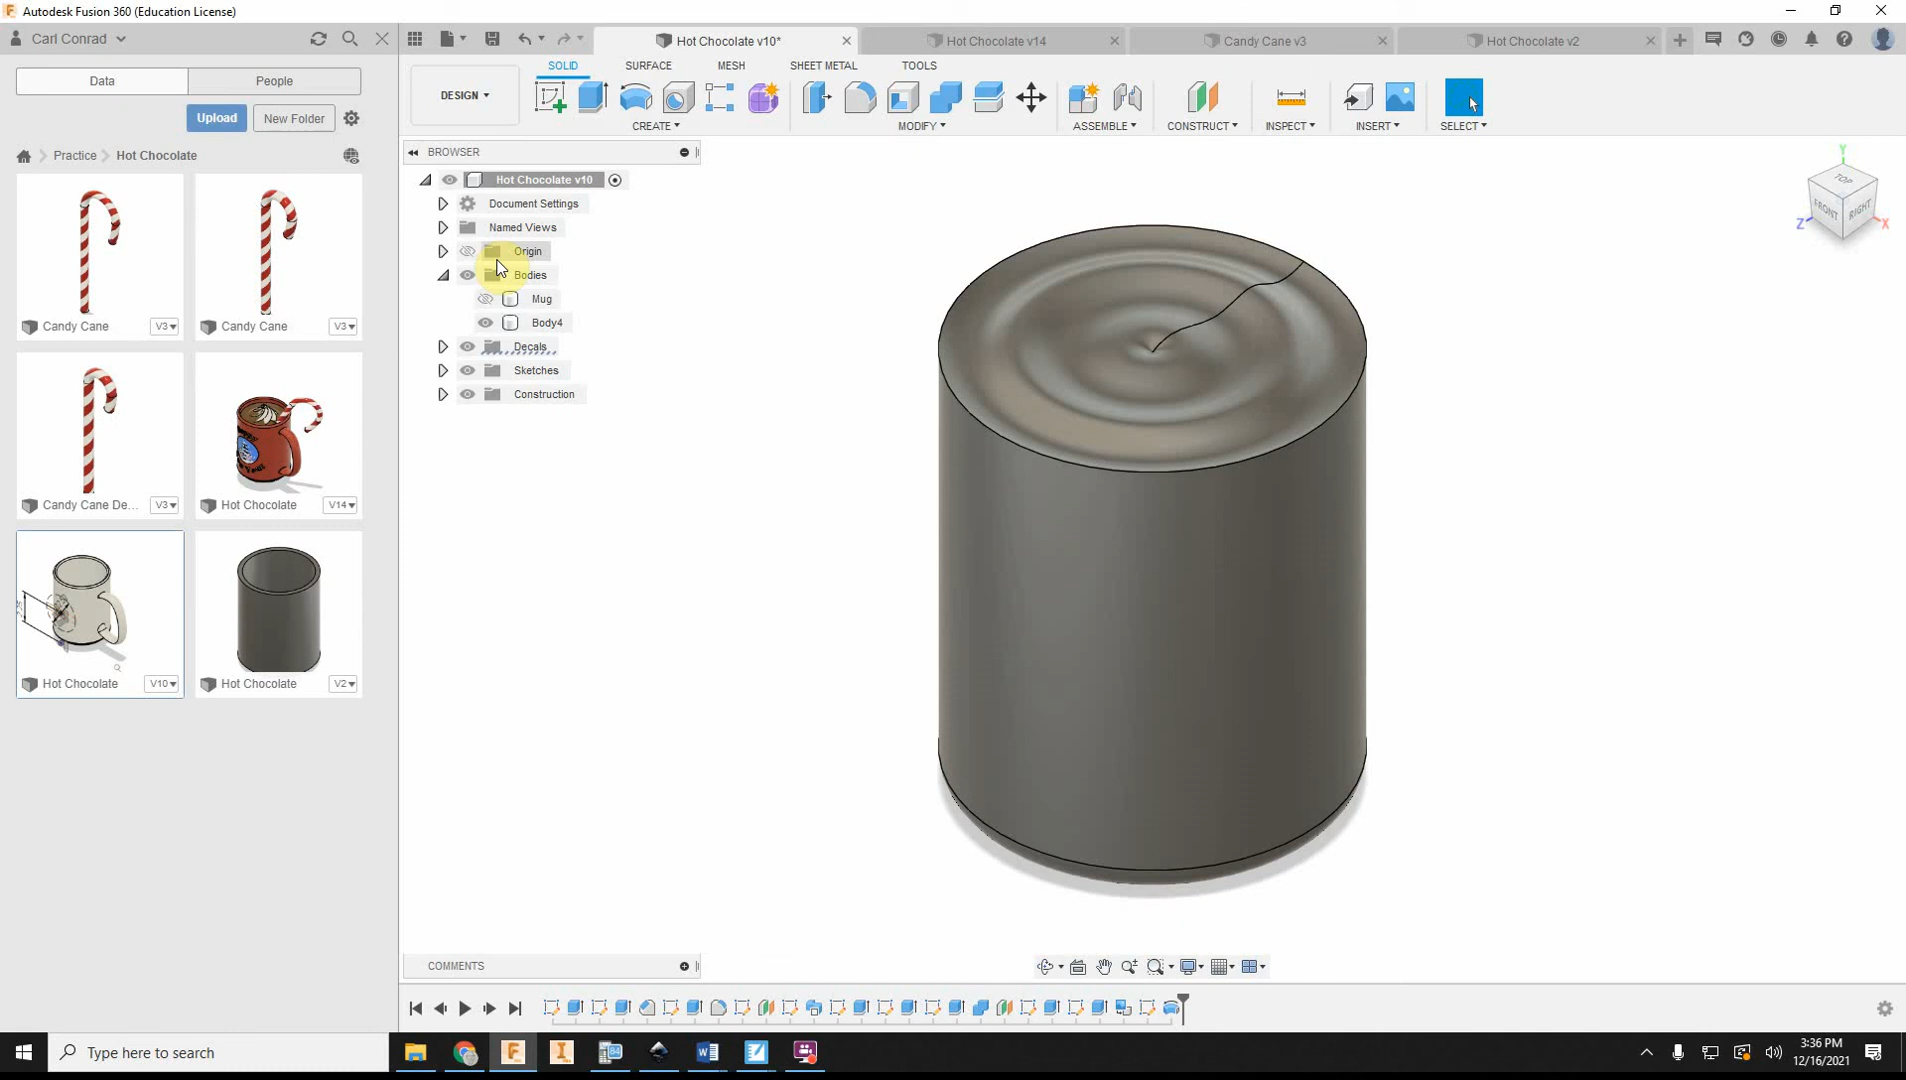 Autodesk Fusion 360 (Education License)
Carl Conrad
Hot Chocolate v10*
Hot Chocolate v14
Candy Cane v3
Hot Chocolate v2
Data
People
SOLID
SURFACE
MESH
SHEET METAL
TOOLS
DESIGN
Upload
New Folder
CREATE
MODIFY
ASSEMBLE
CONSTRUCT
INSPECT
INSERT
SELECT
Practice
Hot Chocolate
BROWSER
Hot Chocolate v10
Document Settings
Named Views
Origin
Bodies
Mug
Body4
Decals
Sketches
Construction
Y
TOP
FRONT
RIGHT
Z
X
Candy Cane
V3
Candy Cane
V3
Candy Cane De...
V3
Hot Chocolate
V14
Hot Chocolate
V10
Hot Chocolate
V2
COMMENTS
Type here to search
3:36 PM
12/16/2021